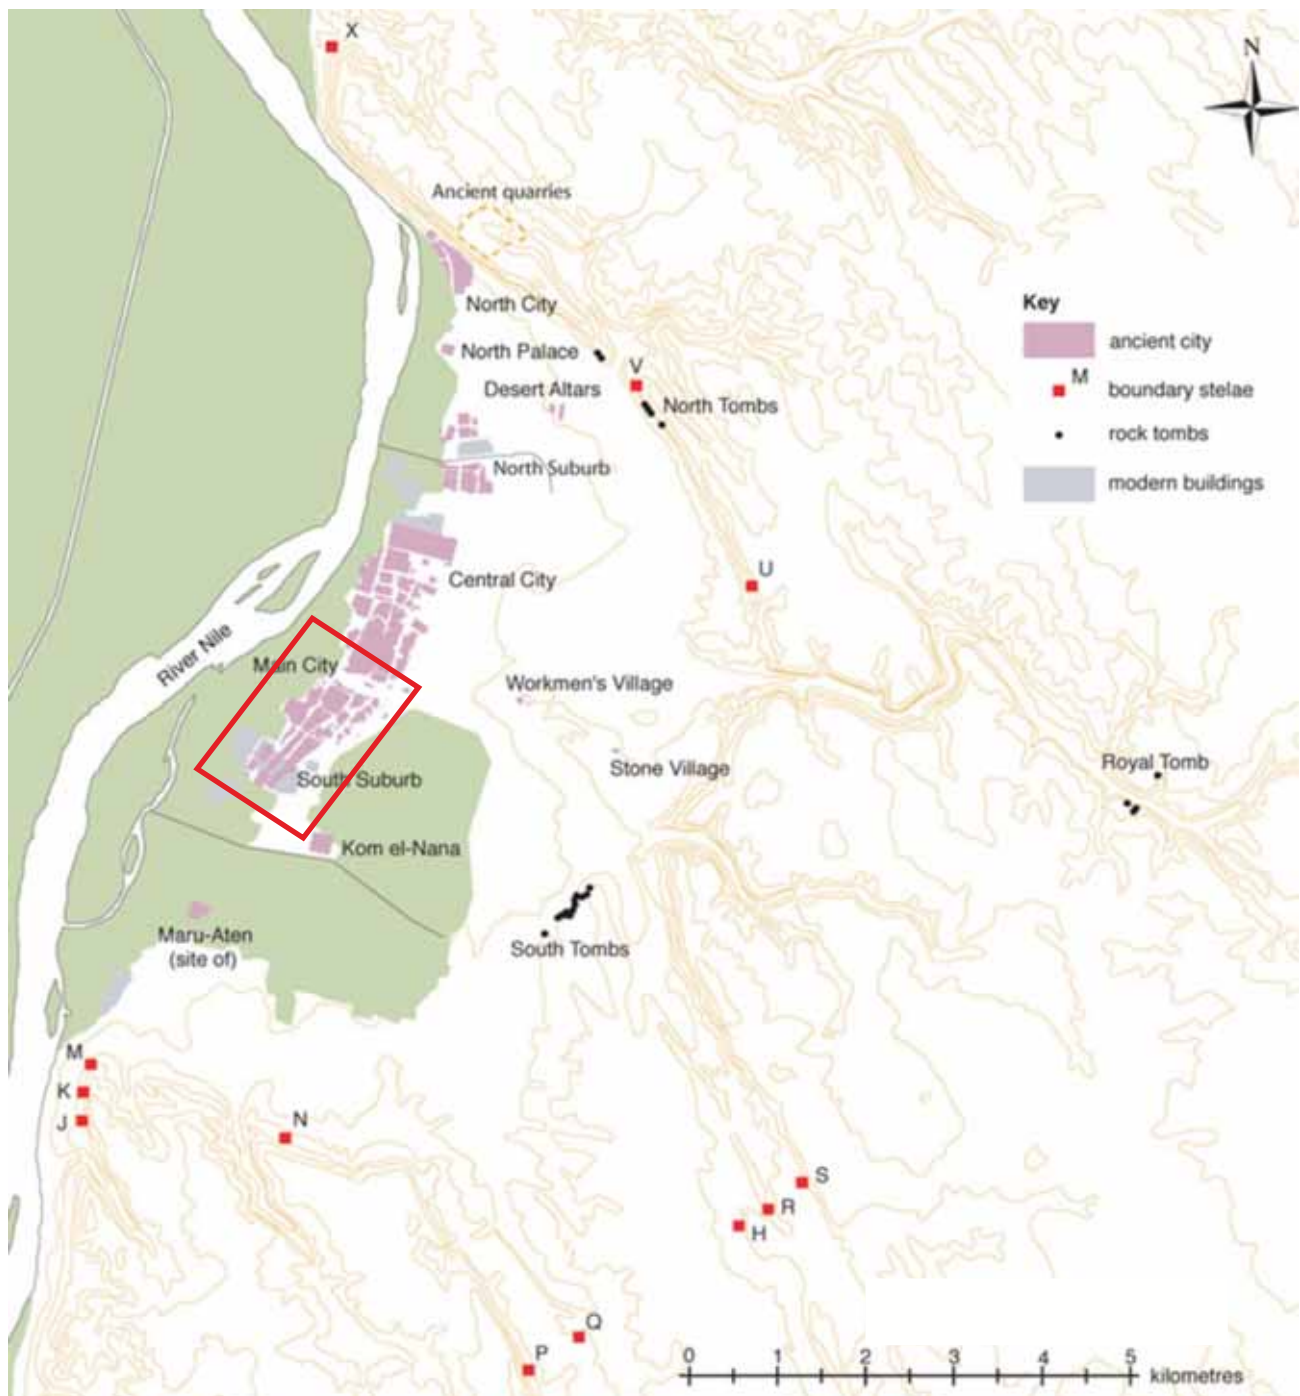 X
N
Ancient quarries
North City
North Palace
V
Desert Altars
North Tombs
North Suburb
Key
ancient city
M
boundary stelae
rock tombs
modern buildings
Central City
U
River Nile
Main City
Workmen's Village
Stone Village
Royal Tomb
South Suburb
Kom el-Nana
Maru-Aten
(site of)
South Tombs
M
K
J
N
S
R
H
Q
P
0 1 2 3 4 5
kilometres